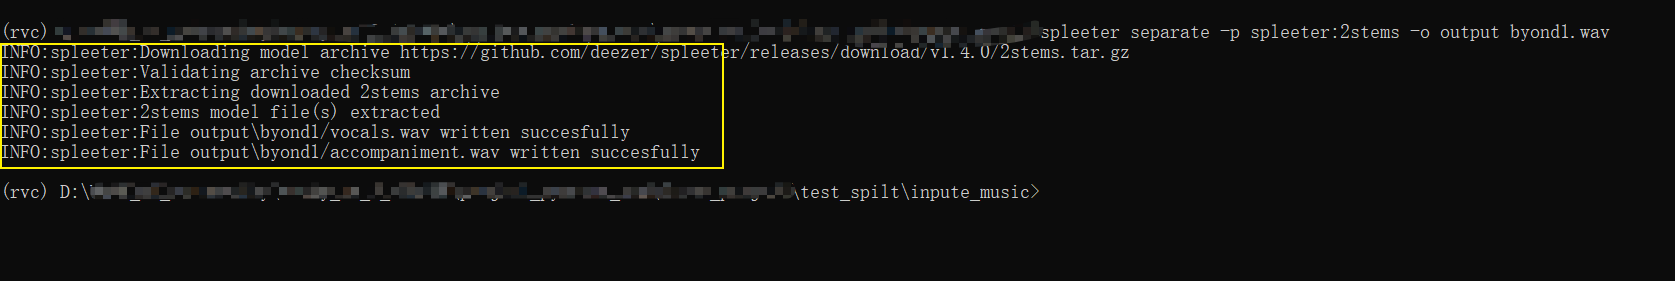 (rvc) spleeter separate -p spleeter:2stems -o output byond1.wav
INFO:spleeter:Downloading model archive https://github.com/deezer/spleeter/releases/download/v1.4.0/2stems.tar.gz
INFO:spleeter:Validating archive checksum
INFO:spleeter:Extracting downloaded 2stems archive
INFO:spleeter:2stems model file(s) extracted
INFO:spleeter:File output\byond1/vocals.wav written succesfully
INFO:spleeter:File output\byond1/accompaniment.wav written succesfully
(rvc) D:\ \test_spilt\inpute_music>